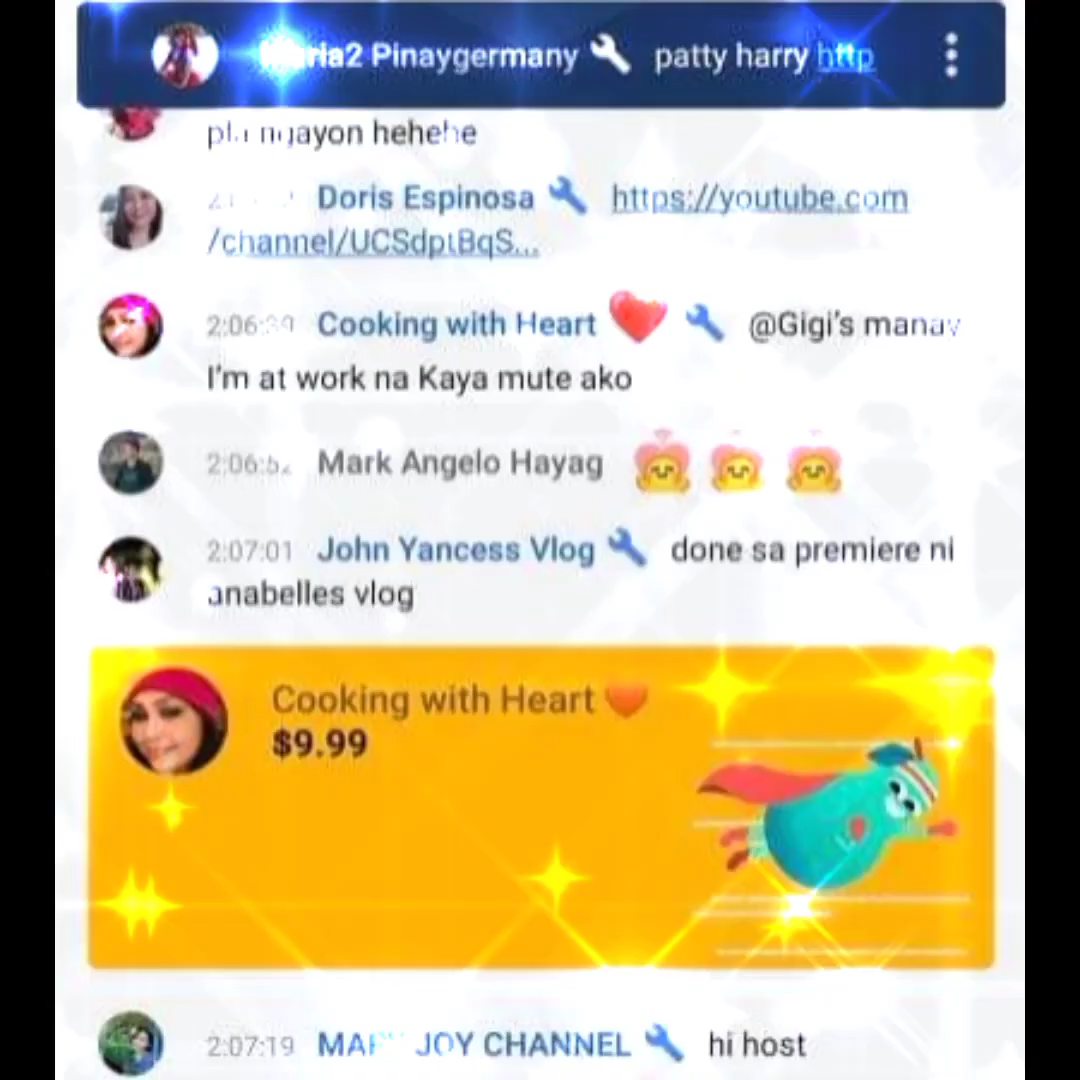 Pinaygermany patty harry http
hehehe
Doris Espinosa https://youtube.com
/channel/UCSdptBqS...
Cooking with Heart @Gigi's manay
I'm at work na Kaya mute ako
Mark Angelo Hayag
2:07:01 John Yancess Vlog done sa premiere ni
anabelles vlog
Cooking with Heart
$9.99
2:07:19 JOY CHANNEL hi host